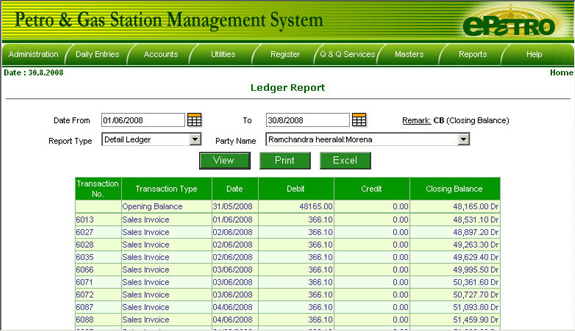 Petro & Gas Station Management System
ePetro
Administration Daily Entries Accounts Utilities Register Q & Q Services Masters Reports Help
Date : 30.8.2008 Home
Ledger Report
Date From 01/06/2008 To 30/8/2008 Remark: CB (Closing Balance)
Report Type Detail Ledger Party Name Ramchandra heeralal:Morena
View Print Excel
Transaction No. Transaction Type Date Debit Credit Closing Balance
Opening Balance 31/05/2008 48165.00 0.00 48,165.00 Dr
6013 Sales Invoice 01/06/2008 366.10 0.00 48,531.10 Dr
6027 Sales Invoice 02/06/2008 366.10 0.00 48,897.20 Dr
6028 Sales Invoice 02/06/2008 366.10 0.00 49,263.30 Dr
6035 Sales Invoice 02/06/2008 366.10 0.00 49,629.40 Dr
6066 Sales Invoice 03/06/2008 366.10 0.00 49,995.50 Dr
6071 Sales Invoice 03/06/2008 366.10 0.00 50,361.60 Dr
6072 Sales Invoice 03/06/2008 366.10 0.00 50,727.70 Dr
6087 Sales Invoice 04/06/2008 366.10 0.00 51,093.80 Dr
6088 Sales Invoice 04/06/2008 366.10 0.00 51,459.90 Dr